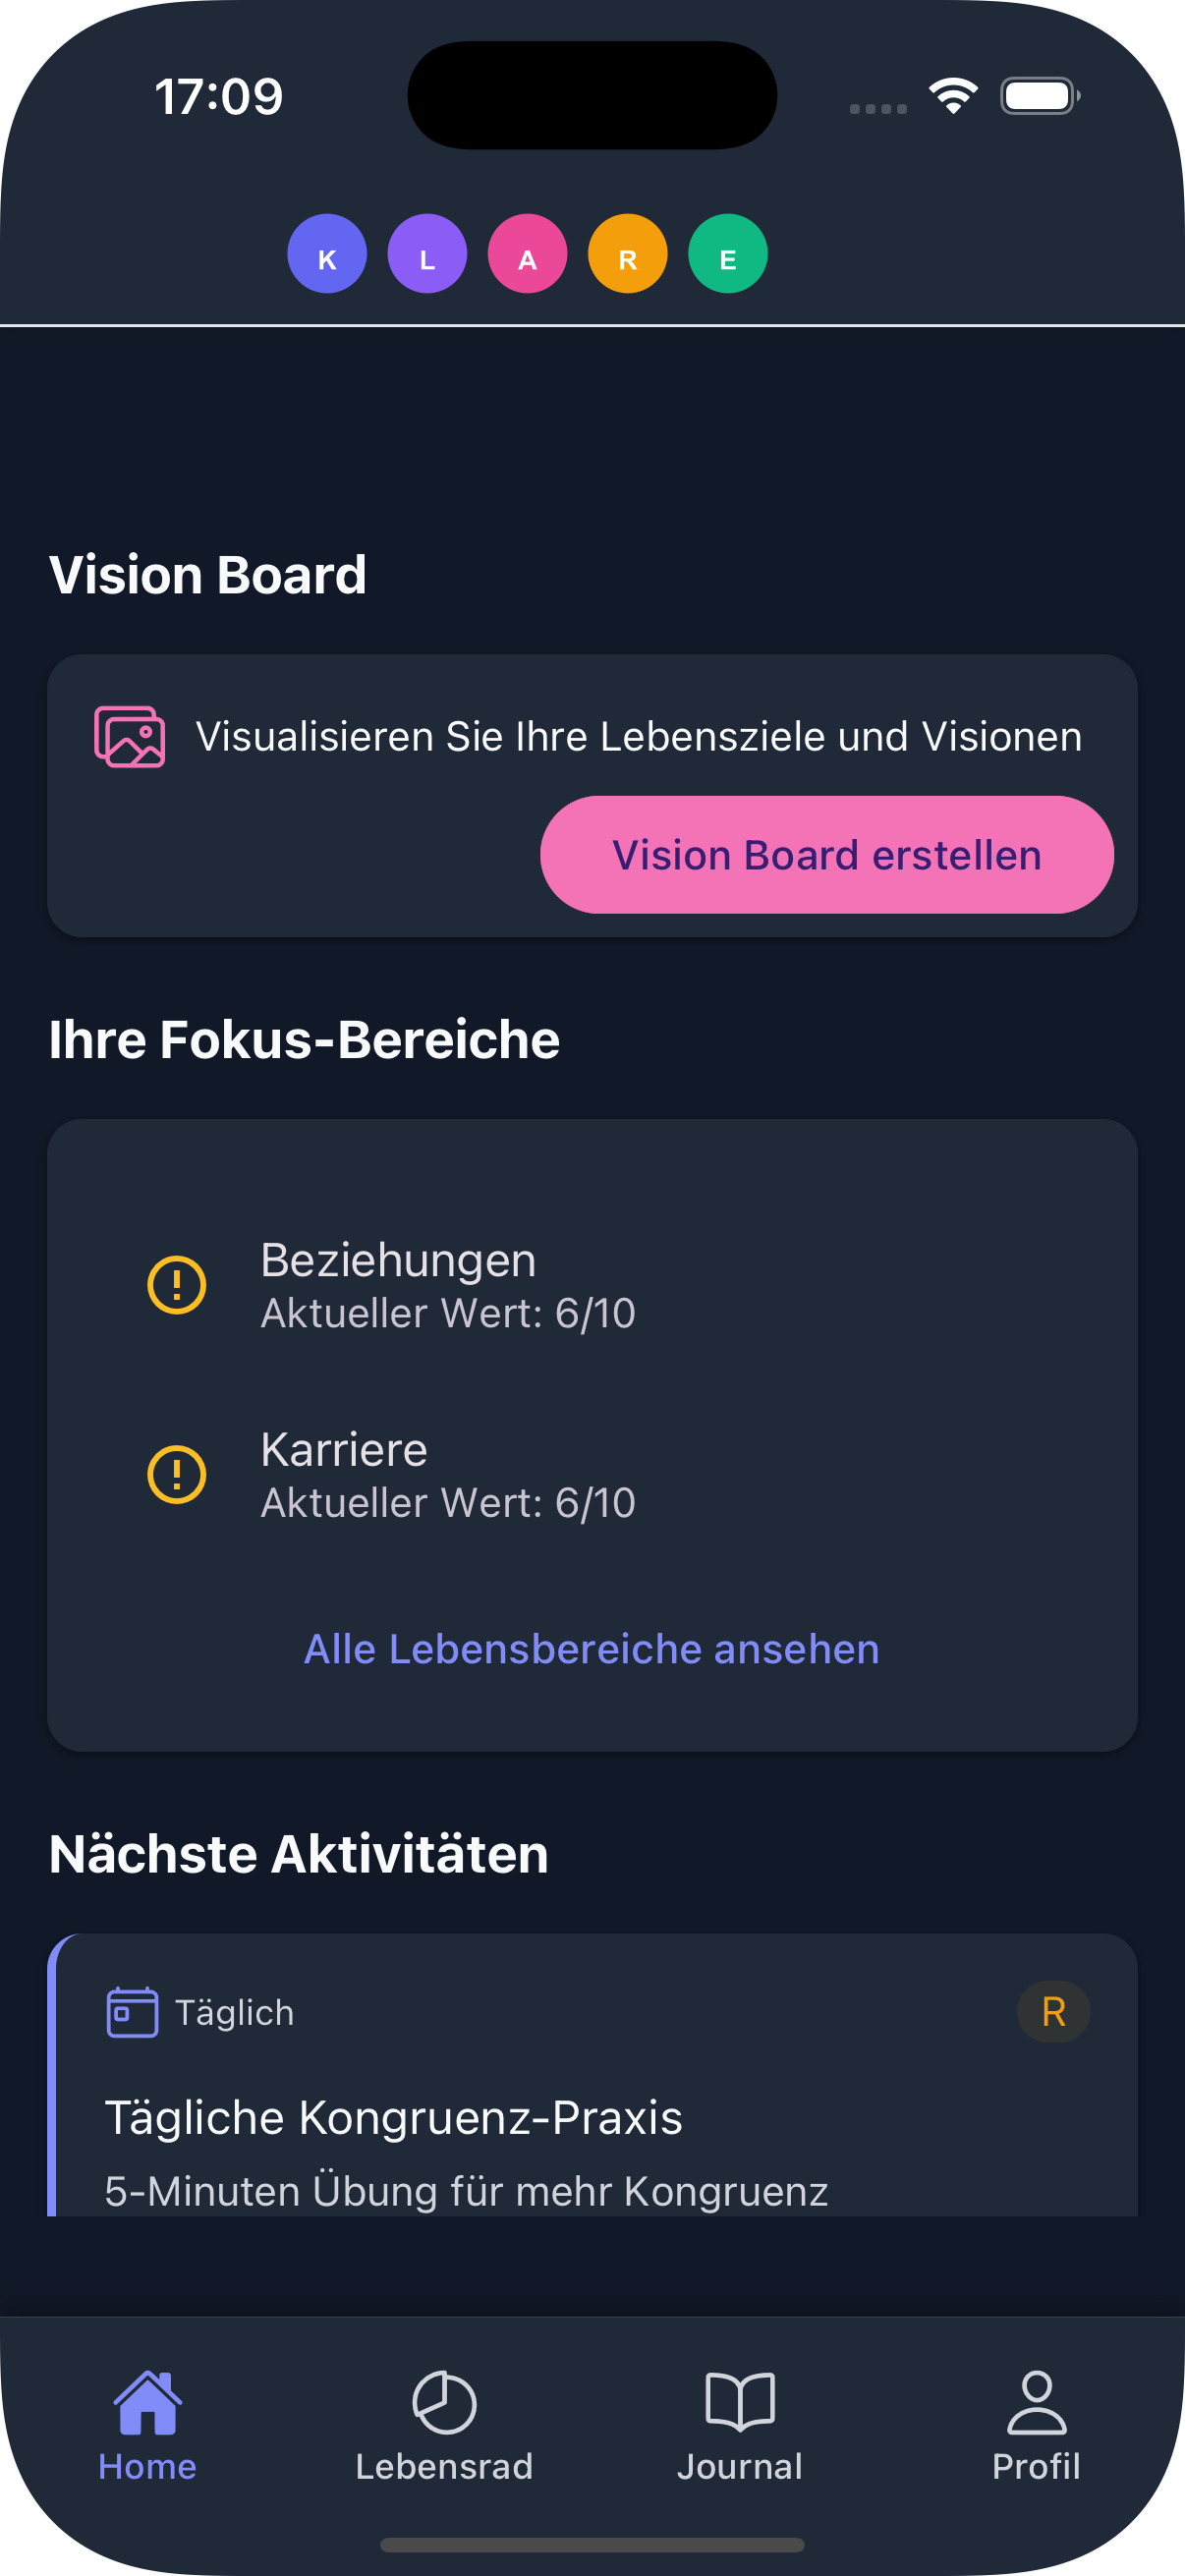 17:09
K L A R E
Vision Board
Visualisieren Sie Ihre Lebensziele und Visionen
Vision Board erstellen
Ihre Fokus-Bereiche
Beziehungen
Aktueller Wert: 6/10
Karriere
Aktueller Wert: 6/10
Alle Lebensbereiche ansehen
Nächste Aktivitäten
Täglich R
Tägliche Kongruenz-Praxis
5-Minuten Übung für mehr Kongruenz
Home Lebensrad Journal Profil